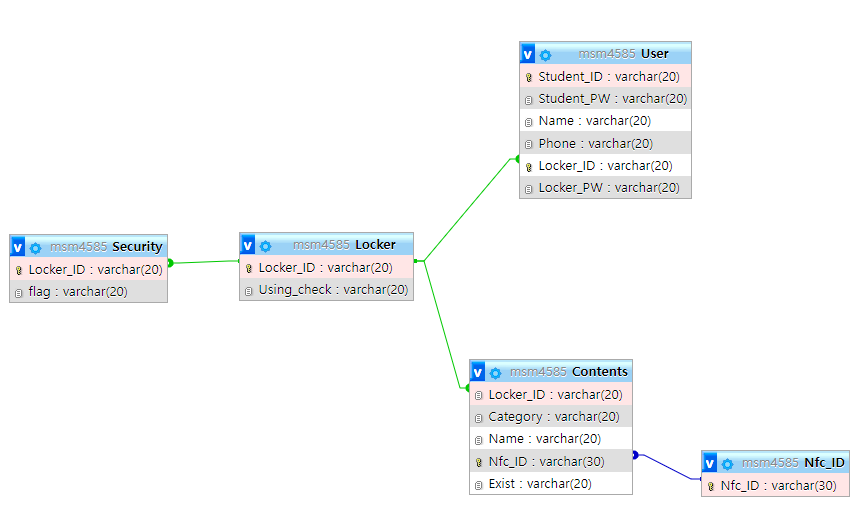 v msm4585 User
Student_ID : varchar(20)
Student_PW : varchar(20)
Name : varchar(20)
Phone : varchar(20)
Locker_ID : varchar(20)
Locker_PW : varchar(20)
v msm4585 Security
Locker_ID : varchar(20)
flag : varchar(20)
v msm4585 Locker
Locker_ID : varchar(20)
Using_check : varchar(20)
v msm4585 Contents
Locker_ID : varchar(20)
Category : varchar(20)
Name : varchar(20)
Nfc_ID : varchar(30)
Exist : varchar(20)
v msm4585 Nfc_ID
Nfc_ID : varchar(30)